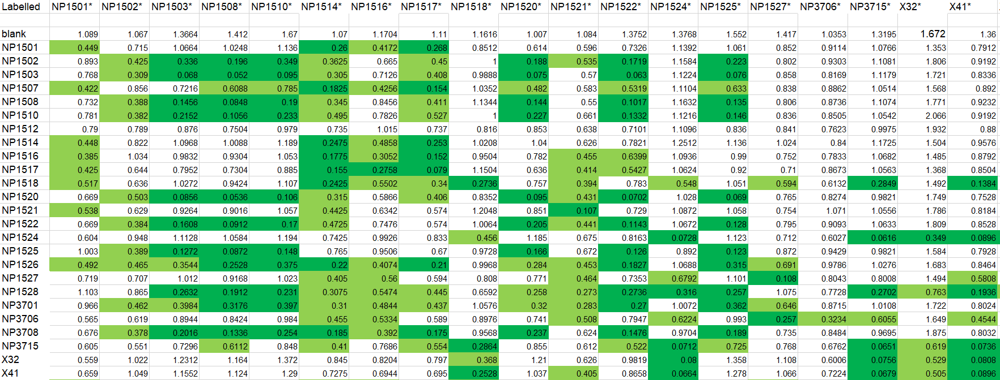 Labelled NP1501* NP1502* NP1503* NP1508* NP1510* NP1514* NP1516* NP1517* NP1518* NP1520* NP1521* NP1522* NP1524* NP1525* NP1527* NP3706* NP3715* X32* X41*
blank 1.089 1.067 1.3664 1.412 1.67 1.07 1.1704 1.11 1.1616 1.007 1.084 1.3752 1.3768 1.552 1.417 1.0353 1.3195 1.672 1.36
NP1501 0.449 0.715 1.0664 1.0248 1.136 0.26 0.4172 0.268 0.8512 0.614 0.596 0.7326 1.1392 1.061 0.852 0.9114 1.0766 1.353 0.7912
NP1502 0.893 0.425 0.336 0.196 0.349 0.3625 0.665 0.45 1 0.188 0.535 0.1719 1.1584 0.223 0.802 0.9303 1.1081 1.806 0.9192
NP1503 0.768 0.309 0.068 0.052 0.095 0.305 0.7126 0.408 0.9888 0.075 0.57 0.063 1.1224 0.076 0.858 0.8169 1.1179 1.721 0.8336
NP1507 0.422 0.856 0.7216 0.6088 0.785 0.1825 0.4256 0.154 1.0352 0.482 0.583 0.5319 1.1104 0.633 0.838 0.8862 1.0514 1.568 0.892
NP1508 0.732 0.388 0.1456 0.0848 0.19 0.345 0.8456 0.411 1.1344 0.144 0.55 0.1017 1.1632 0.135 0.806 0.8736 1.1074 1.771 0.9232
NP1510 0.781 0.382 0.2152 0.1056 0.233 0.495 0.7826 0.527 1 0.227 0.661 0.1332 1.1216 0.146 0.836 0.8505 1.0542 2.066 0.9192
NP1512 0.79 0.789 0.876 0.7504 0.979 0.735 1.015 0.737 0.816 0.853 0.638 0.7101 1.1096 0.836 0.841 0.7623 0.9975 1.932 0.88
NP1514 0.448 0.822 1.0968 1.0088 1.189 0.2475 0.4858 0.253 1.0208 1.04 0.626 0.7821 1.2512 1.136 1.024 0.84 1.1725 1.504 0.9576
NP1516 0.385 1.034 0.9832 0.9304 1.053 0.1775 0.3052 0.152 0.9504 0.782 0.455 0.6399 1.0936 0.99 0.752 0.7833 1.0682 1.485 0.8792
NP1517 0.425 0.644 0.7952 0.7304 0.885 0.155 0.2758 0.079 1.1504 0.636 0.414 0.5427 1.0624 0.92 0.71 0.8673 1.0563 1.368 0.8504
NP1518 0.517 0.636 1.0272 0.9424 1.107 0.2425 0.5502 0.34 0.2736 0.757 0.394 0.783 0.548 1.051 0.594 0.6132 0.2849 1.492 0.1384
NP1520 0.669 0.503 0.0856 0.0536 0.106 0.315 0.5866 0.406 0.8352 0.095 0.431 0.0702 1.028 0.069 0.765 0.8274 0.9821 1.749 0.7528
NP1521 0.538 0.629 0.9264 0.9016 1.057 0.4425 0.6342 0.574 1.2048 0.851 0.107 0.729 1.0872 1.058 0.754 1.071 1.0556 1.786 0.8184
NP1522 0.669 0.384 0.1608 0.0912 0.17 0.4725 0.7476 0.574 1.0064 0.205 0.441 0.1143 1.0672 0.128 0.795 0.9093 1.0633 1.809 0.8528
NP1524 0.604 0.948 1.1128 1.0584 1.194 0.7425 0.9926 0.833 0.456 1.185 0.675 0.8163 0.0728 1.123 0.712 0.6027 0.0616 0.349 0.0896
NP1525 1.003 0.389 0.1272 0.0872 0.148 0.765 0.9506 0.67 0.9728 0.166 0.672 0.126 0.892 0.123 0.872 0.9429 0.9821 1.584 0.7928
NP1526 0.492 0.465 0.3544 0.2528 0.375 0.22 0.4074 0.21 0.9968 0.284 0.453 0.1827 1.0688 0.315 0.691 0.9786 1.0276 1.683 0.8464
NP1527 0.719 0.707 1.012 0.9168 1.023 0.405 0.56 0.594 0.808 0.771 0.464 0.7353 0.6792 1.101 0.108 0.8043 0.8008 1.494 0.5808
NP1528 1.103 0.865 0.2632 0.1912 0.231 0.3075 0.5474 0.445 0.6592 0.258 0.273 0.2736 0.316 0.257 1.075 0.7728 0.2702 0.763 0.1936
NP3701 0.966 0.462 0.3984 0.3176 0.397 0.31 0.4844 0.437 1.0576 0.32 0.283 0.27 1.0072 0.362 0.646 0.8715 1.0108 1.722 0.8024
NP3706 0.565 0.619 0.8944 0.8424 0.984 0.455 0.5334 0.589 0.8976 0.741 0.508 0.7947 0.6224 0.993 0.257 0.3234 0.6055 1.649 0.4544
NP3708 0.676 0.378 0.2016 0.1336 0.254 0.185 0.392 0.175 0.9568 0.237 0.624 0.1476 0.9704 0.189 0.735 0.8484 0.9695 1.875 0.8032
NP3715 0.605 0.551 0.7296 0.6112 0.848 0.41 0.7686 0.554 0.2864 0.855 0.612 0.522 0.0712 0.725 0.768 0.6762 0.0651 0.619 0.0736
X32 0.559 1.022 1.2312 1.164 1.372 0.845 0.8204 0.797 0.368 1.21 0.626 0.9819 0.08 1.358 1.108 0.6006 0.0756 0.529 0.0808
X41 0.659 1.049 1.1552 1.124 1.29 0.7275 0.6944 0.695 0.2528 1.037 0.405 0.8658 0.0664 1.278 1.066 0.7224 0.0679 0.505 0.0896